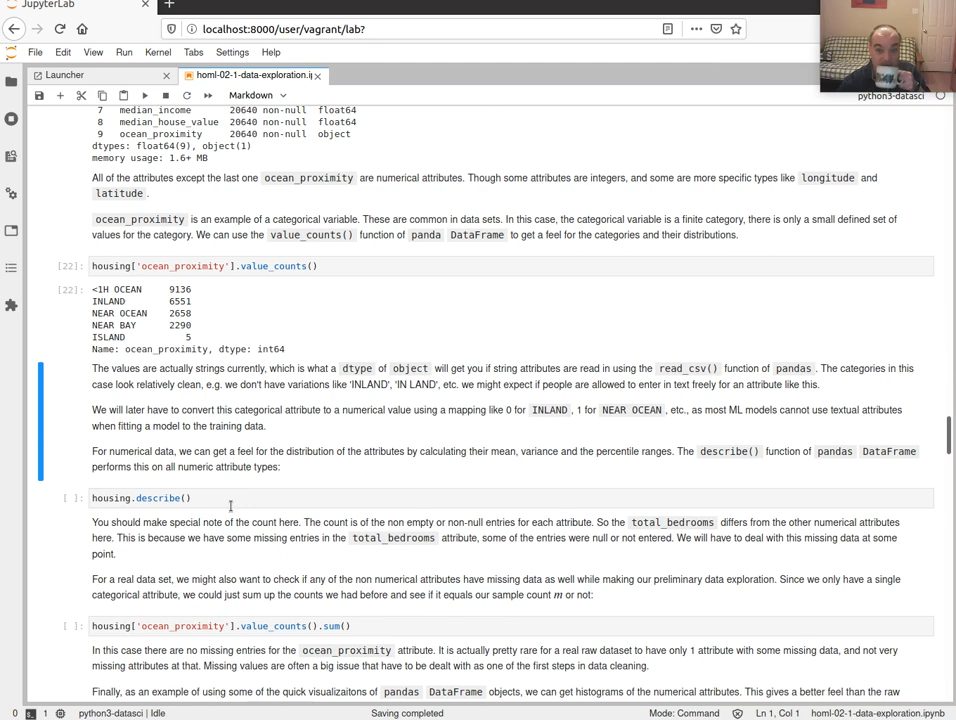 JupyterLab
localhost:8000/user/vagrant/lab?
File Edit View Run Kernel Tabs Settings Help
Launcher
homl-02-1-data-exploration.i
Markdown
python3-datasci
7 median_income 20640 non-null float64
8 median_house_value 20640 non-null float64
9 ocean_proximity 20640 non-null object
dtypes: float64(9), object(1)
memory usage: 1.6+ MB
All of the attributes except the last one ocean_proximity are numerical attributes. Though some attributes are integers, and some are more specific types like longitude and
latitude .
ocean_proximity is an example of a categorical variable. These are common in data sets. In this case, the categorical variable is a finite category, there is only a small defined set of
values for the category. We can use the value_counts() function of panda DataFrame to get a feel for the categories and their distributions.
[22]: housing['ocean_proximity'].value_counts()
[22]: <1H OCEAN 9136
INLAND 6551
NEAR OCEAN 2658
NEAR BAY 2290
ISLAND 5
Name: ocean_proximity, dtype: int64
The values are actually strings currently, which is what a dtype of object will get you if string attributes are read in using the read_csv() function of pandas . The categories in this
case look relatively clean, e.g. we don't have variations like 'INLAND', 'IN LAND', etc. we might expect if people are allowed to enter in text freely for an attribute like this.
We will later have to convert this categorical attribute to a numerical value using a mapping like 0 for INLAND , 1 for NEAR OCEAN , etc., as most ML models cannot use textual attributes
when fitting a model to the training data.
For numerical data, we can get a feel for the distribution of the attributes by calculating their mean, variance and the percentile ranges. The describe() function of pandas DataFrame
performs this on all numeric attribute types:
[ ]: housing.describe()
You should make special note of the count here. The count is of the non empty or non-null entries for each attribute. So the total_bedrooms differs from the other numerical attributes
here. This is because we have some missing entries in the total_bedrooms attribute, some of the entries were null or not entered. We will have to deal with this missing data at some
point.
For a real data set, we might also want to check if any of the non numerical attributes have missing data as well while making our preliminary data exploration. Since we only have a single
categorical attribute, we could just sum up the counts we had before and see if it equals our sample count m or not:
[ ]: housing['ocean_proximity'].value_counts().sum()
In this case there are no missing entries for the ocean_proximity attribute. It is actually pretty rare for a real raw dataset to have only 1 attribute with some missing data, and not very
missing attributes at that. Missing values are often a big issue that have to be dealt with as one of the first steps in data cleaning.
Finally, as an example of using some of the quick visualizaitons of pandas DataFrame objects, we can get histograms of the numerical attributes. This gives a better feel than the raw
0 1 python3-datasci | Idle Saving completed Mode: Command Ln 1, Col 1 homl-02-1-data-exploration.ipynb